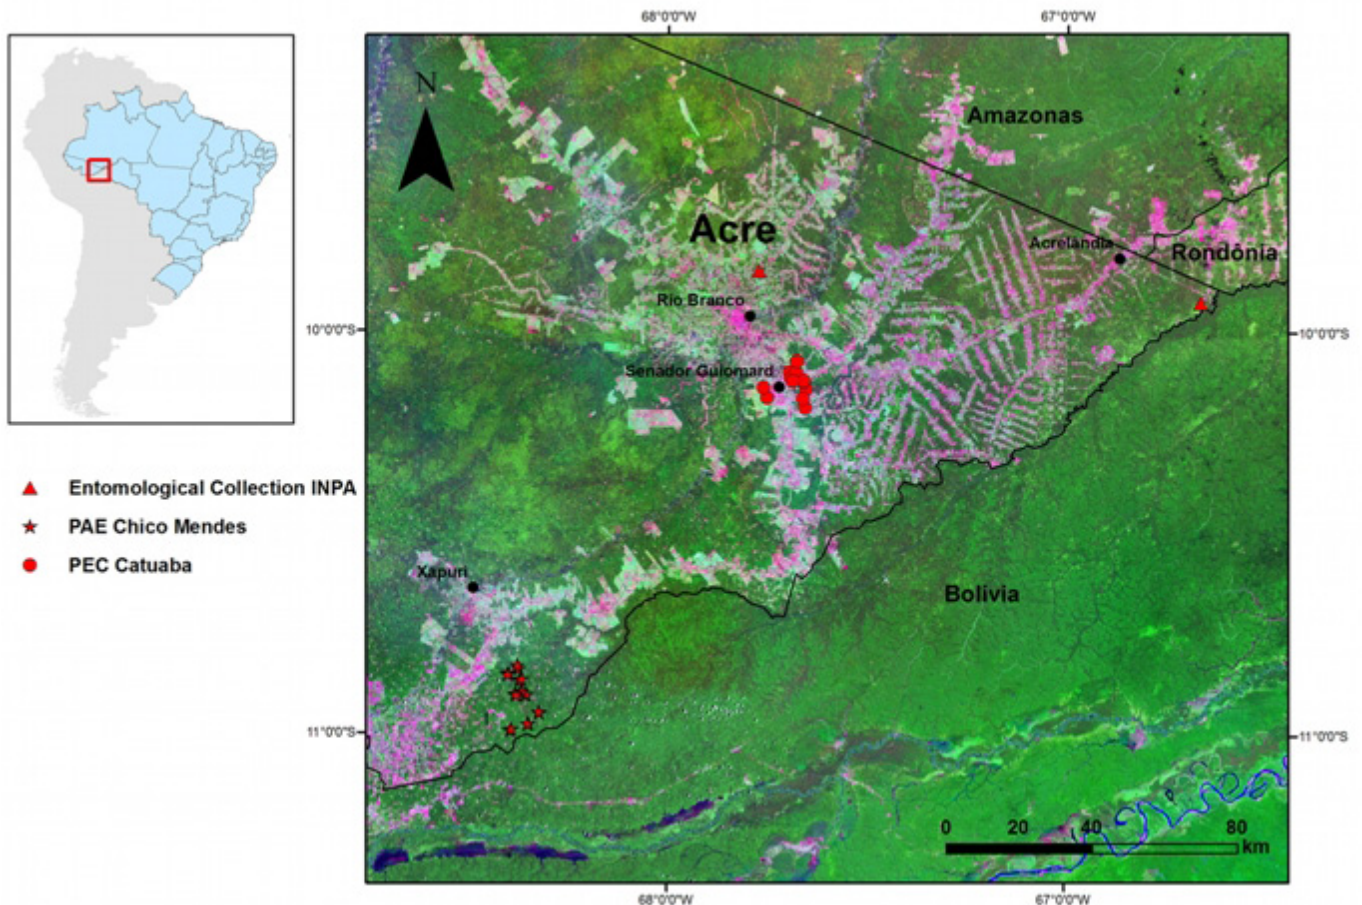 68°0'0"W
67°0'0"W
N
Amazonas
Acre
Acrelandia
Rondônia
Rio Branco
10°0'0"S
10°0'0"S
Senador Guiomard
Entomological Collection INPA
PAE Chico Mendes
PEC Catuaba
Xapuri
Bolivia
11°0'0"S
11°0'0"S
0 20 40 80
km
68°0'0"W
67°0'0"W